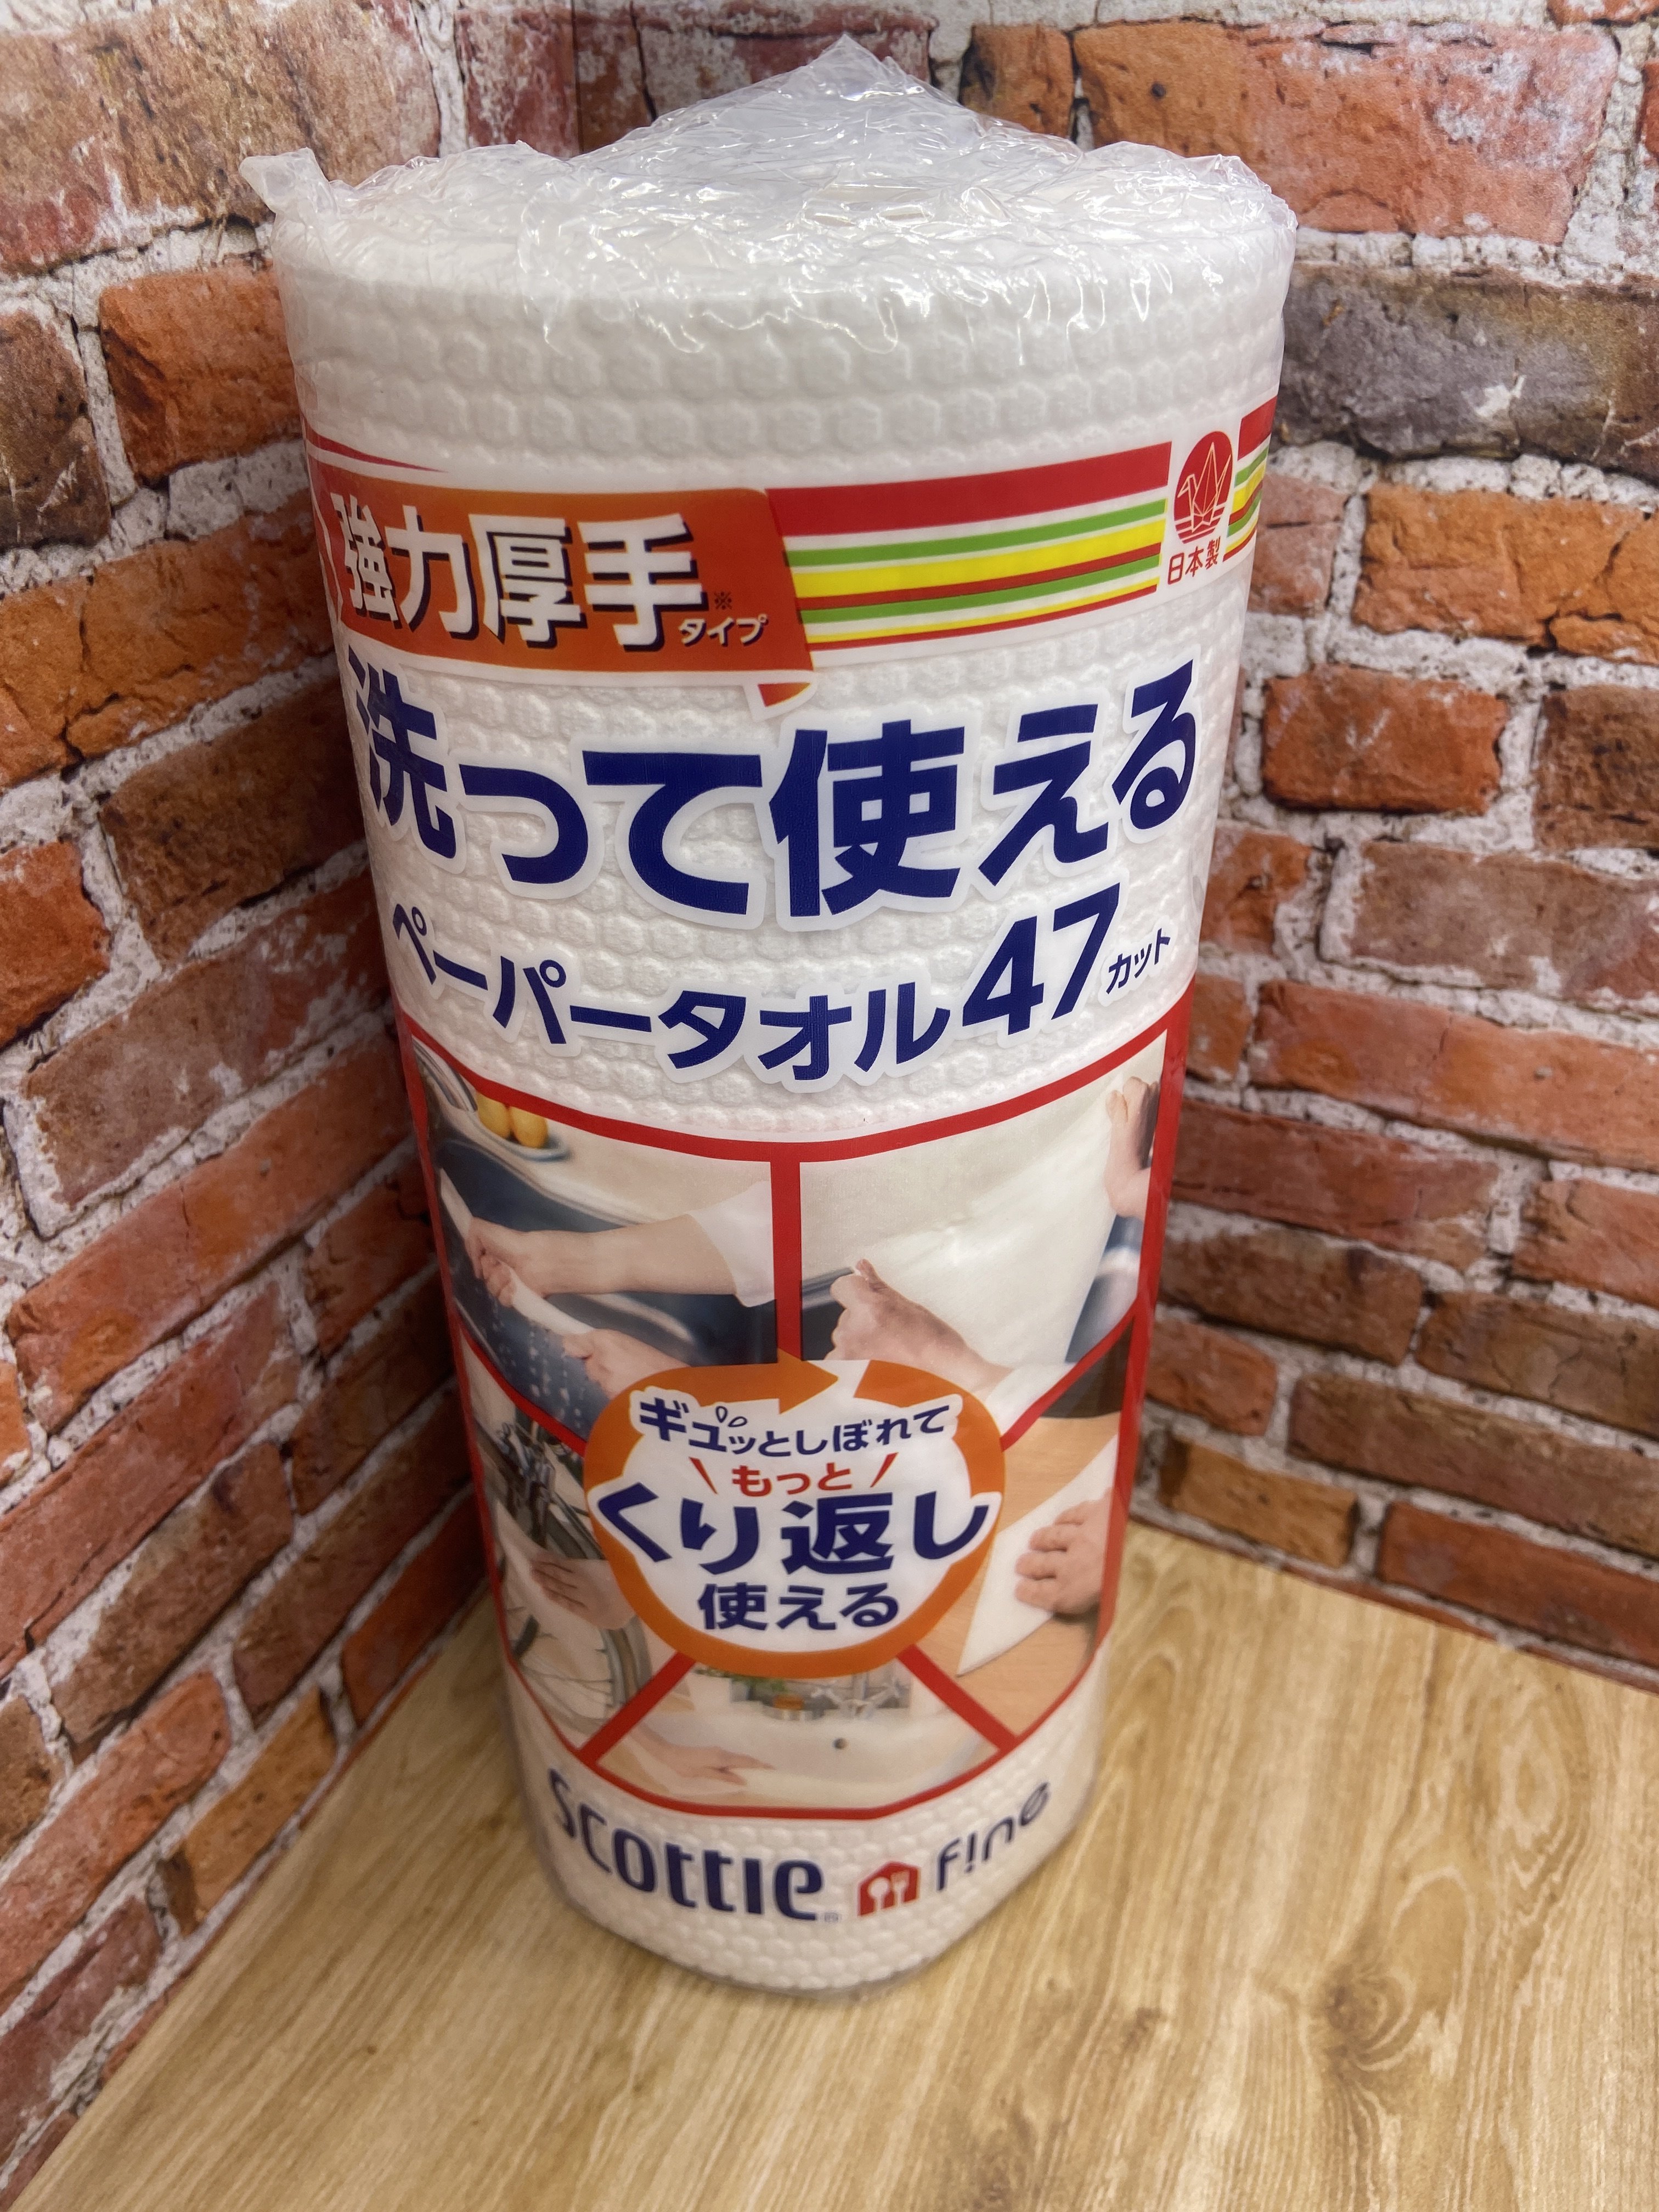 強力厚手※タイプ
日本製
洗って使える
ペーパータオル47カット
ギュッとしぼれて
もっと
くり返し
使える
scottie® fine